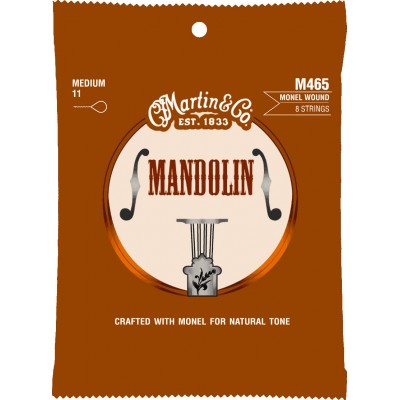 MEDIUM
11
M465
MONEL WOUND
8 STRINGS
Martin & Co.
EST. 1833
MANDOLIN
CRAFTED WITH MONEL FOR NATURAL TONE